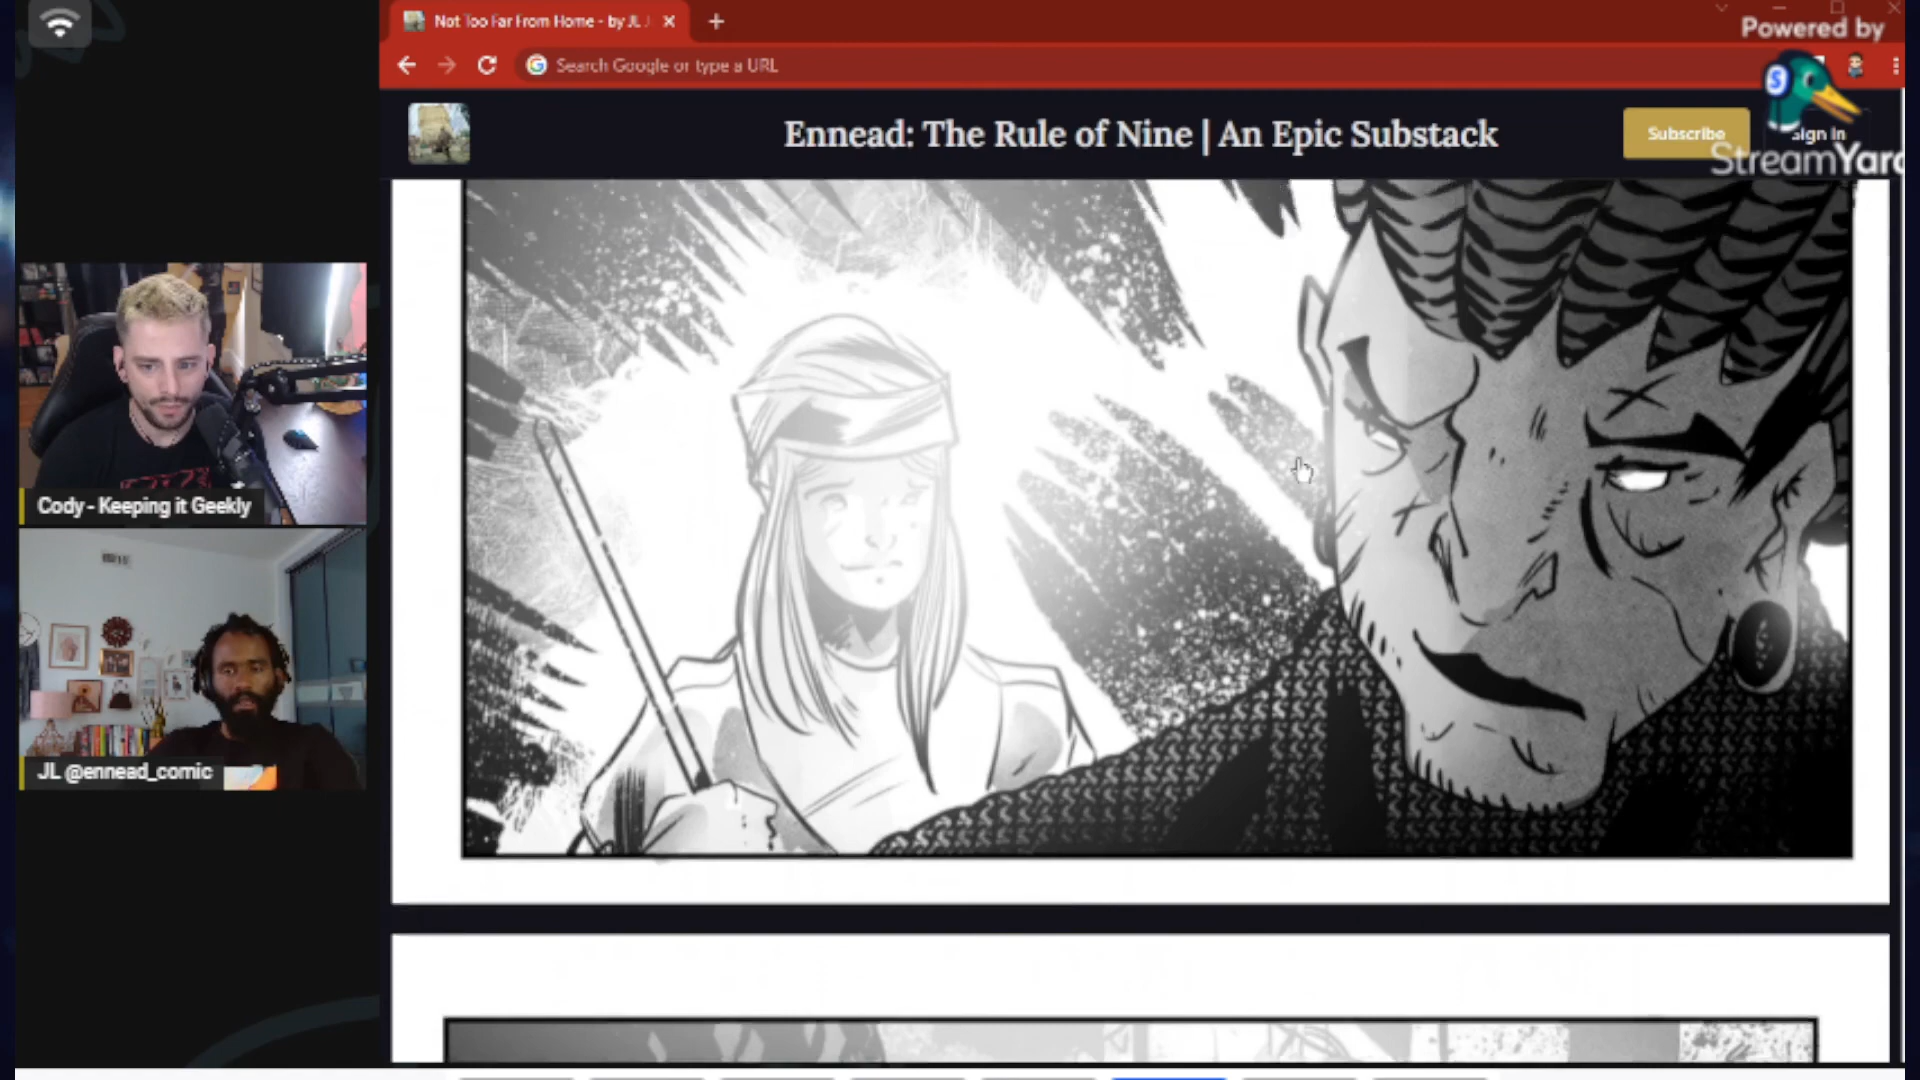 Not Too Far From Home - by JL J
Powered by
Search Google or type a URL
S
Ennead: The Rule of Nine | An Epic Substack
Subscribe
Sign In
StreamYard
Cody - Keeping it Geekly
JL @ennead_comic